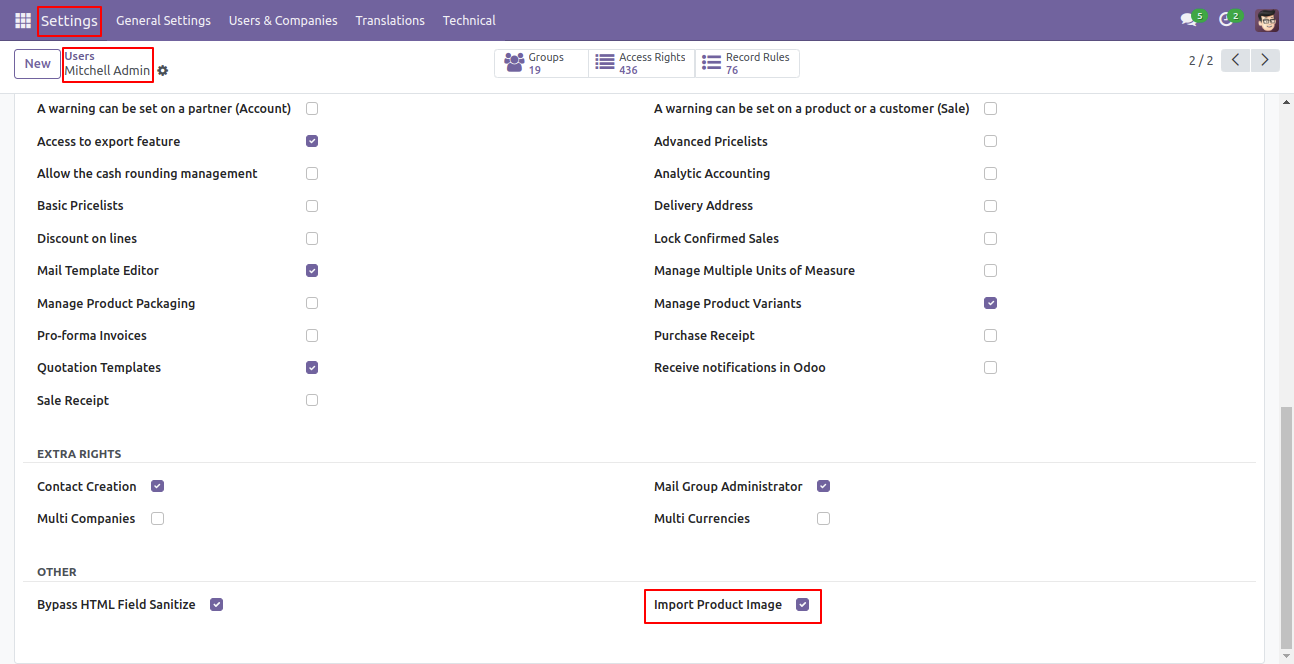 Settings General Settings Users & Companies Translations Technical 5 2
New Users Groups Access Rights Record Rules
Mitchell Admin 19 436 76 2 / 2
A warning can be set on a partner (Account) A warning can be set on a product or a customer (Sale)
Access to export feature Advanced Pricelists
Allow the cash rounding management Analytic Accounting
Basic Pricelists Delivery Address
Discount on lines Lock Confirmed Sales
Mail Template Editor Manage Multiple Units of Measure
Manage Product Packaging Manage Product Variants
Pro-forma Invoices Purchase Receipt
Quotation Templates Receive notifications in Odoo
Sale Receipt
EXTRA RIGHTS
Contact Creation Mail Group Administrator
Multi Companies Multi Currencies
OTHER
Bypass HTML Field Sanitize Import Product Image